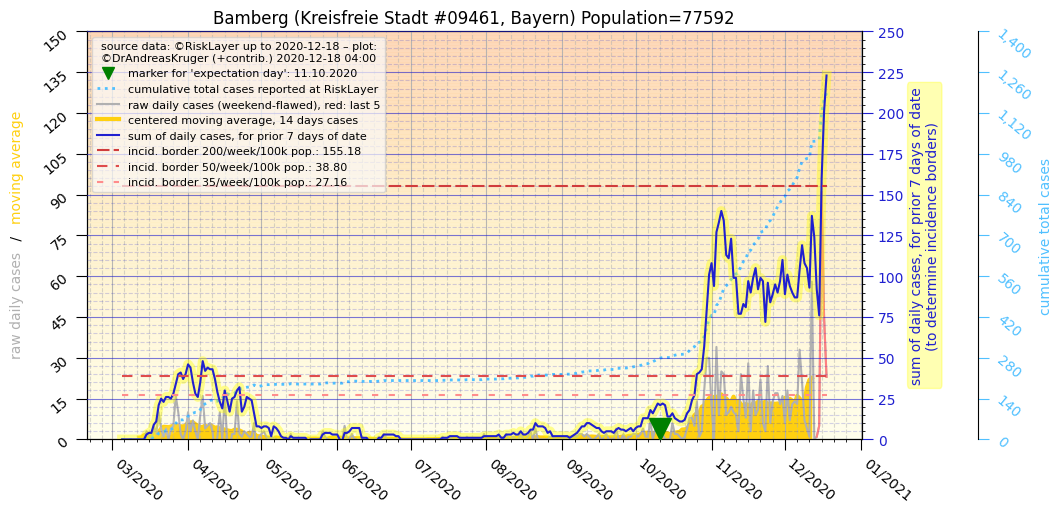 Bamberg (Kreisfreie Stadt #09461, Bayern) Population=77592
source data: ©RiskLayer up to 2020-12-18 – plot:
©DrAndreasKruger (+contrib.) 2020-12-18 04:00
marker for 'expectation day': 11.10.2020
cumulative total cases reported at RiskLayer
raw daily cases (weekend-flawed), red: last 5
centered moving average, 14 days cases
sum of daily cases, for prior 7 days of date
incid. border 200/week/100k pop.: 155.18
incid. border 50/week/100k pop.: 38.80
incid. border 35/week/100k pop.: 27.16
raw daily cases / moving average
150
135
120
105
90
75
60
45
30
15
0
03/2020
04/2020
05/2020
06/2020
07/2020
08/2020
09/2020
10/2020
11/2020
12/2020
01/2021
250
225
200
175
150
125
100
75
50
25
0
sum of daily cases, for prior 7 days of date
(to determine incidence borders)
1,400
1,260
1,120
980
840
700
560
420
280
140
0
cumulative total cases